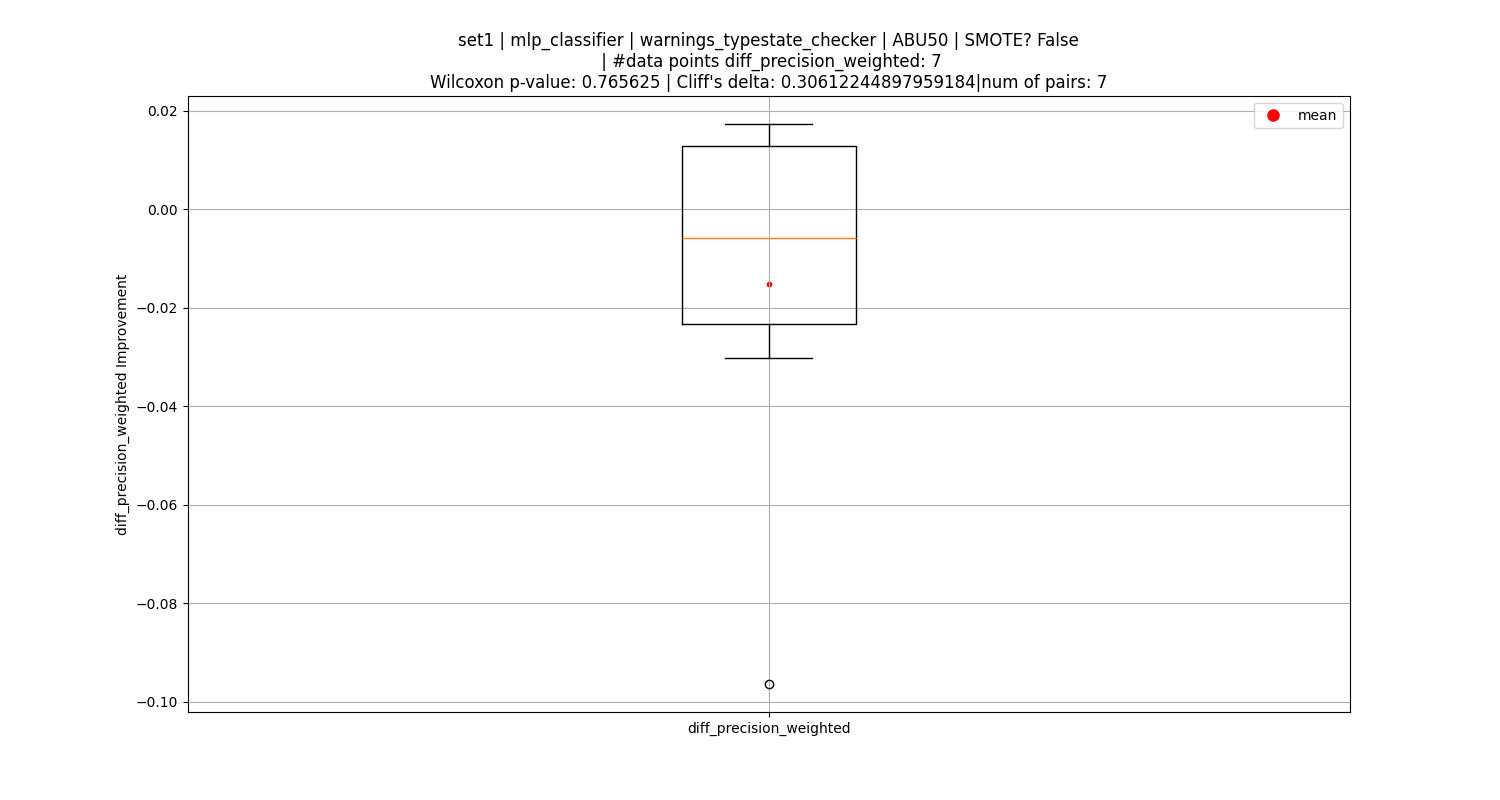 set1 | mlp_classifier | warnings_typestate_checker | ABU50 | SMOTE? False
| #data points diff_precision_weighted: 7
Wilcoxon p-value: 0.765625 | Cliff's delta: 0.30612244897959184|num of pairs: 7
mean
0.02
0.00
−0.02
−0.04
−0.06
−0.08
−0.10
diff_precision_weighted Improvement
diff_precision_weighted